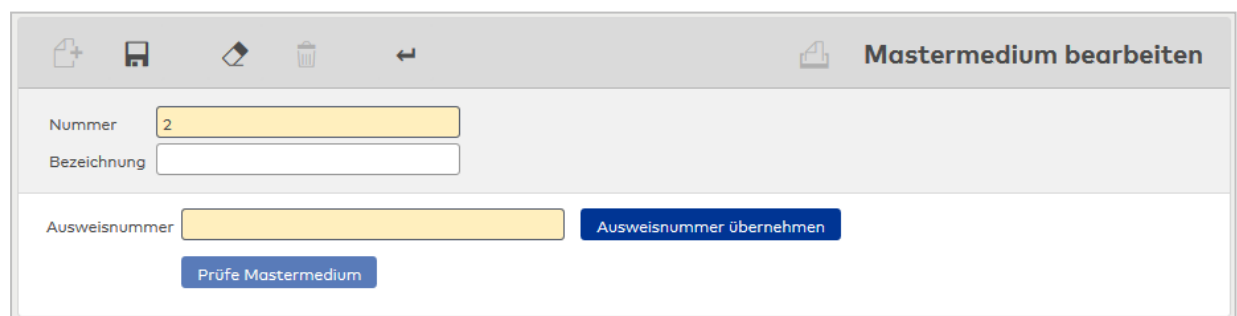 Mastermedium bearbeiten
Nummer 2
Bezeichnung
Ausweisnummer Ausweisnummer übernehmen
Prüfe Mastermedium